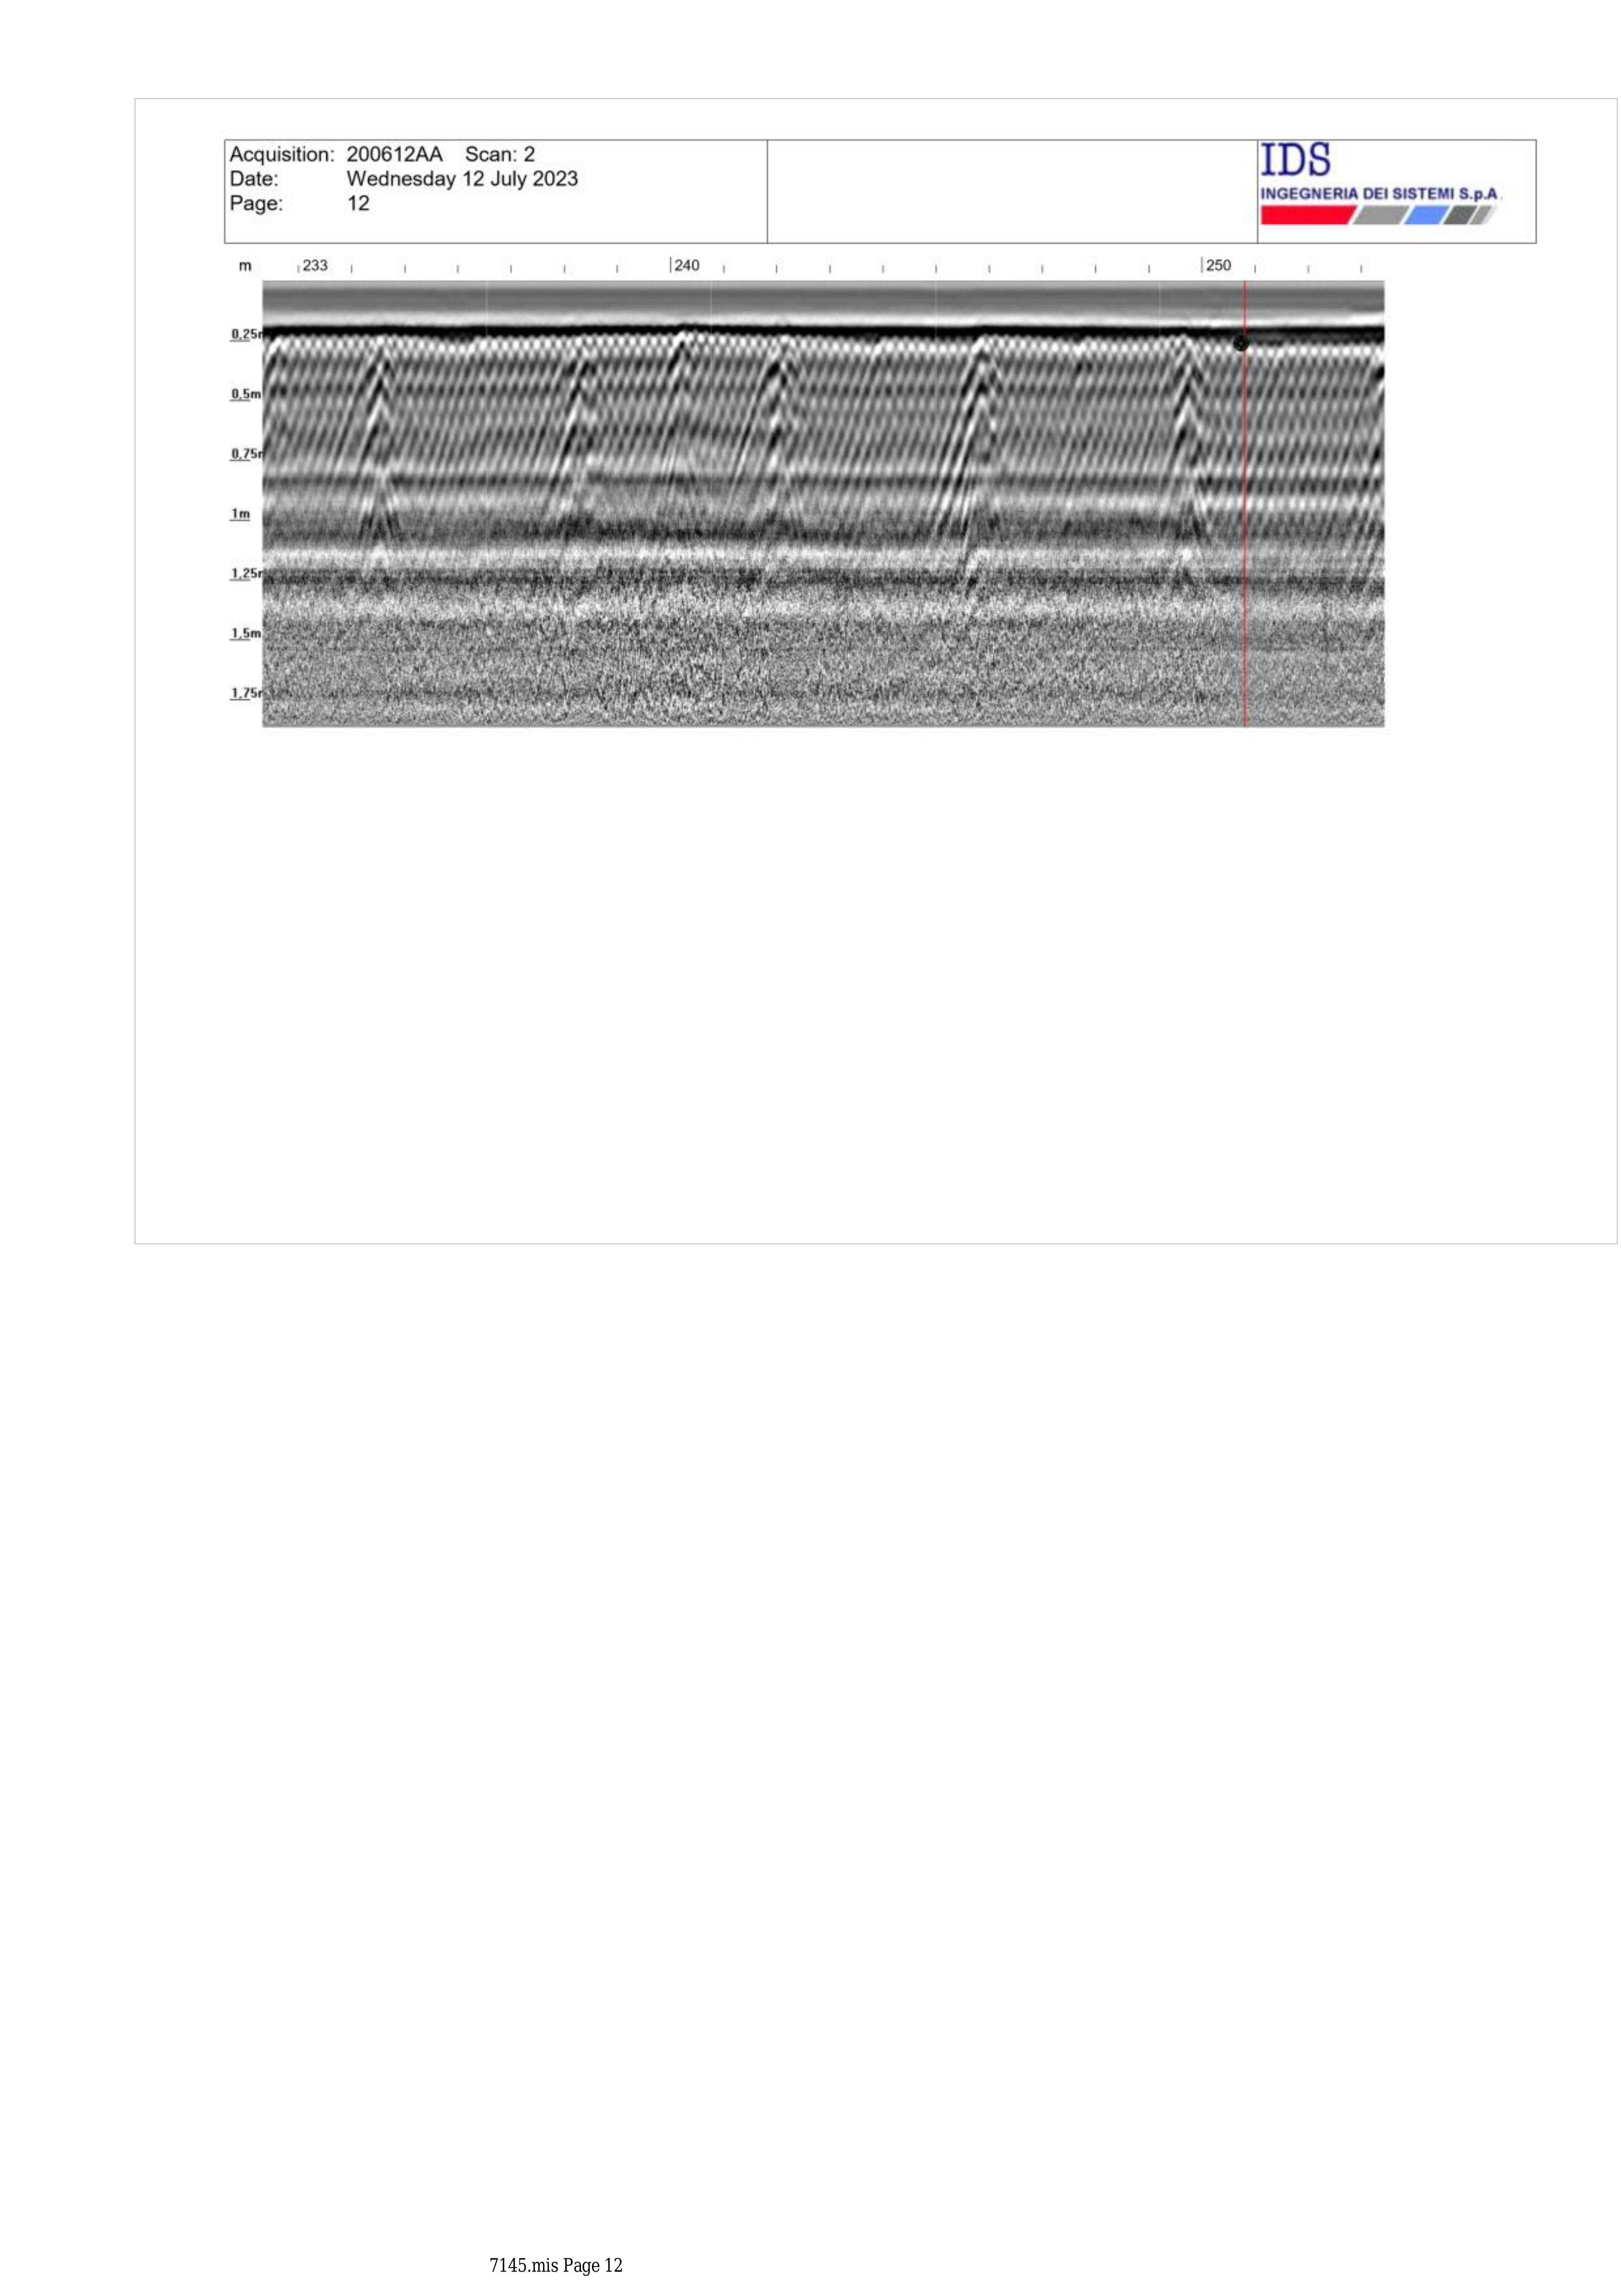 Acquisition: 200612AA Scan: 2
Date: Wednesday 12 July 2023
Page: 12
IDS
INGEGNERIA DEI SISTEMI S.p.A.
m 233 240 250
0,25m
0,5m
0,75m
1m
1,25m
1,5m
1,75m
7145.mis Page 12